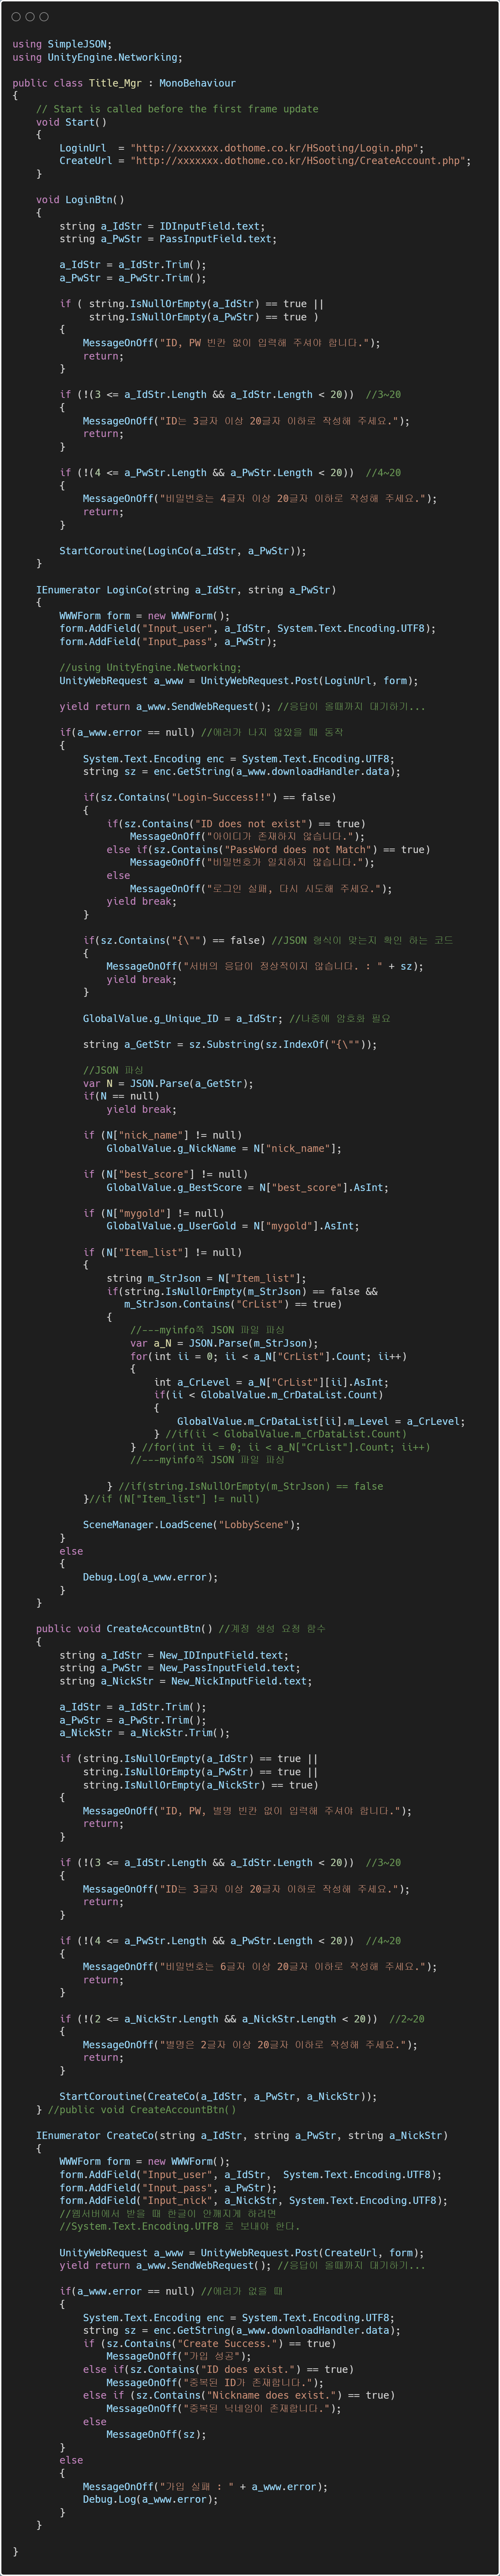 using SimpleJSON;
using UnityEngine.Networking;

public class Title_Mgr : MonoBehaviour
{
    // Start is called before the first frame update
    void Start()
    {
        LoginUrl  = "http://xxxxxxx.dothome.co.kr/HSooting/Login.php";
        CreateUrl = "http://xxxxxxx.dothome.co.kr/HSooting/CreateAccount.php";
    }

    void LoginBtn()
    {
        string a_IdStr = IDInputField.text;
        string a_PwStr = PassInputField.text;

        a_IdStr = a_IdStr.Trim();
        a_PwStr = a_PwStr.Trim();

        if ( string.IsNullOrEmpty(a_IdStr) == true ||
             string.IsNullOrEmpty(a_PwStr) == true )
        {
            MessageOnOff("ID, PW 빈칸 없이 입력해 주셔야 합니다.");
            return;
        }

        if (!(3 <= a_IdStr.Length && a_IdStr.Length < 20))  //3~20
        {
            MessageOnOff("ID는 3글자 이상 20글자 이하로 작성해 주세요.");
            return;
        }

        if (!(4 <= a_PwStr.Length && a_PwStr.Length < 20))  //4~20
        {
            MessageOnOff("비밀번호는 4글자 이상 20글자 이하로 작성해 주세요.");
            return;
        }

        StartCoroutine(LoginCo(a_IdStr, a_PwStr));
    }

    IEnumerator LoginCo(string a_IdStr, string a_PwStr)
    {
        WWWForm form = new WWWForm();
        form.AddField("Input_user", a_IdStr, System.Text.Encoding.UTF8);
        form.AddField("Input_pass", a_PwStr);

        //using UnityEngine.Networking;
        UnityWebRequest a_www = UnityWebRequest.Post(LoginUrl, form);

        yield return a_www.SendWebRequest(); //응답이 올때까지 대기하기...

        if(a_www.error == null) //에러가 나지 않았을 때 동작
        {
            System.Text.Encoding enc = System.Text.Encoding.UTF8;
            string sz = enc.GetString(a_www.downloadHandler.data);

            if(sz.Contains("Login-Success!!") == false)
            {
                if(sz.Contains("ID does not exist") == true)
                    MessageOnOff("아이디가 존재하지 않습니다.");
                else if(sz.Contains("PassWord does not Match") == true)
                    MessageOnOff("비밀번호가 일치하지 않습니다.");
                else
                    MessageOnOff("로그인 실패, 다시 시도해 주세요.");
                yield break;
            }

            if(sz.Contains("{\"") == false) //JSON 형식이 맞는지 확인 하는 코드
            {
                MessageOnOff("서버의 응답이 정상적이지 않습니다. : " + sz);
                yield break;
            }

            GlobalValue.g_Unique_ID = a_IdStr; //나중에 암호화 필요

            string a_GetStr = sz.Substring(sz.IndexOf("{\""));

            //JSON 파싱
            var N = JSON.Parse(a_GetStr);
            if(N == null)
                yield break;

            if (N["nick_name"] != null)
                GlobalValue.g_NickName = N["nick_name"];

            if (N["best_score"] != null)
                GlobalValue.g_BestScore = N["best_score"].AsInt;

            if (N["mygold"] != null)
                GlobalValue.g_UserGold = N["mygold"].AsInt;

            if (N["Item_list"] != null)
            {
                string m_StrJson = N["Item_list"];
                if(string.IsNullOrEmpty(m_StrJson) == false &&
                   m_StrJson.Contains("CrList") == true)
                {
                    //---myinfo쪽 JSON 파일 파싱
                    var a_N = JSON.Parse(m_StrJson);
                    for(int ii = 0; ii < a_N["CrList"].Count; ii++)
                    {
                        int a_CrLevel = a_N["CrList"][ii].AsInt;
                        if(ii < GlobalValue.m_CrDataList.Count)
                        {
                            GlobalValue.m_CrDataList[ii].m_Level = a_CrLevel;
                        } //if(ii < GlobalValue.m_CrDataList.Count)
                    } //for(int ii = 0; ii < a_N["CrList"].Count; ii++)
                    //---myinfo쪽 JSON 파일 파싱

                } //if(string.IsNullOrEmpty(m_StrJson) == false
            }//if (N["Item_list"] != null)

            SceneManager.LoadScene("LobbyScene");
        }
        else
        {
            Debug.Log(a_www.error);
        }
    }

    public void CreateAccountBtn() //계정 생성 요청 함수
    {
        string a_IdStr = New_IDInputField.text;
        string a_PwStr = New_PassInputField.text;
        string a_NickStr = New_NickInputField.text;

        a_IdStr = a_IdStr.Trim();
        a_PwStr = a_PwStr.Trim();
        a_NickStr = a_NickStr.Trim();

        if (string.IsNullOrEmpty(a_IdStr) == true ||
            string.IsNullOrEmpty(a_PwStr) == true ||
            string.IsNullOrEmpty(a_NickStr) == true)
        {
            MessageOnOff("ID, PW, 별명 빈칸 없이 입력해 주셔야 합니다.");
            return;
        }

        if (!(3 <= a_IdStr.Length && a_IdStr.Length < 20))  //3~20
        {
            MessageOnOff("ID는 3글자 이상 20글자 이하로 작성해 주세요.");
            return;
        }

        if (!(4 <= a_PwStr.Length && a_PwStr.Length < 20))  //4~20
        {
            MessageOnOff("비밀번호는 6글자 이상 20글자 이하로 작성해 주세요.");
            return;
        }

        if (!(2 <= a_NickStr.Length && a_NickStr.Length < 20))  //2~20
        {
            MessageOnOff("별명은 2글자 이상 20글자 이하로 작성해 주세요.");
            return;
        }

        StartCoroutine(CreateCo(a_IdStr, a_PwStr, a_NickStr));
    } //public void CreateAccountBtn()

    IEnumerator CreateCo(string a_IdStr, string a_PwStr, string a_NickStr)
    {
        WWWForm form = new WWWForm();
        form.AddField("Input_user", a_IdStr,  System.Text.Encoding.UTF8);
        form.AddField("Input_pass", a_PwStr);
        form.AddField("Input_nick", a_NickStr, System.Text.Encoding.UTF8);
        //웹서버에서 받을 때 한글이 안깨지게 하려면
        //System.Text.Encoding.UTF8 로 보내야 한다.

        UnityWebRequest a_www = UnityWebRequest.Post(CreateUrl, form);
        yield return a_www.SendWebRequest(); //응답이 올때까지 대기하기...

        if(a_www.error == null) //에러가 없을 때
        {
            System.Text.Encoding enc = System.Text.Encoding.UTF8;
            string sz = enc.GetString(a_www.downloadHandler.data);
            if (sz.Contains("Create Success.") == true)
                MessageOnOff("가입 성공");
            else if(sz.Contains("ID does exist.") == true)
                MessageOnOff("중복된 ID가 존재합니다.");
            else if (sz.Contains("Nickname does exist.") == true)
                MessageOnOff("중복된 닉네임이 존재합니다.");
            else
                MessageOnOff(sz);
        }
        else
        {
            MessageOnOff("가입 실패 : " + a_www.error);
            Debug.Log(a_www.error);
        }
    }

}